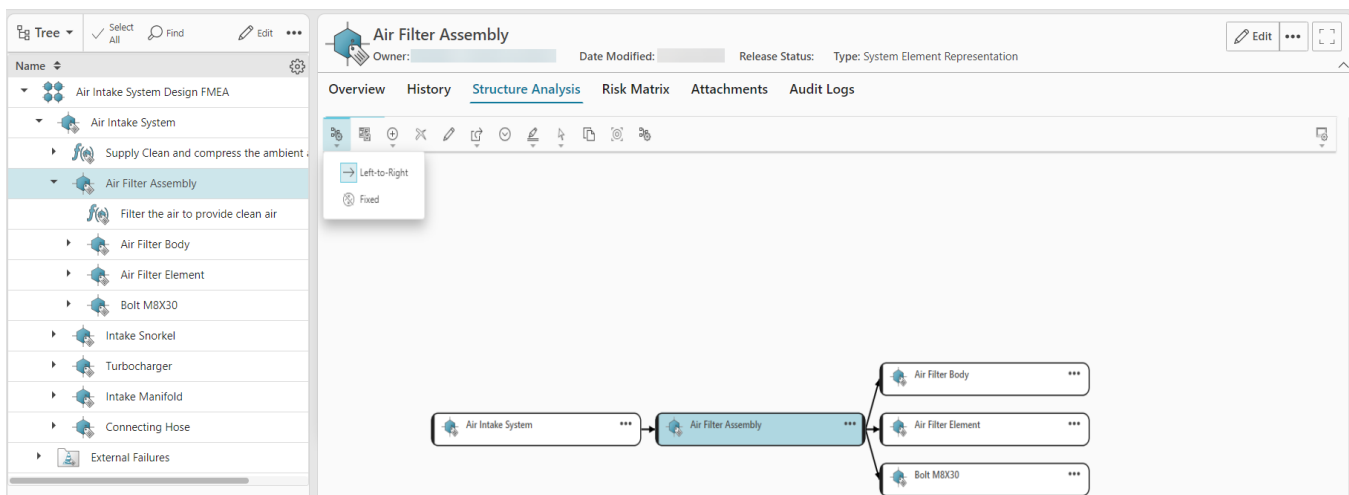 Tree
Select All
Find
Edit
Name
Air Intake System Design FMEA
Air Intake System
Supply Clean and compress the ambient
Air Filter Assembly
Filter the air to provide clean air
Air Filter Body
Air Filter Element
Bolt M8X30
Intake Snorkel
Turbocharger
Intake Manifold
Connecting Hose
External Failures
Air Filter Assembly
Owner:
Date Modified:
Release Status:
Type: System Element Representation
Edit
Overview History Structure Analysis Risk Matrix Attachments Audit Logs
Left-to-Right
Fixed
Air Filter Body
Air Intake System
Air Filter Assembly
Air Filter Element
Bolt M8X30